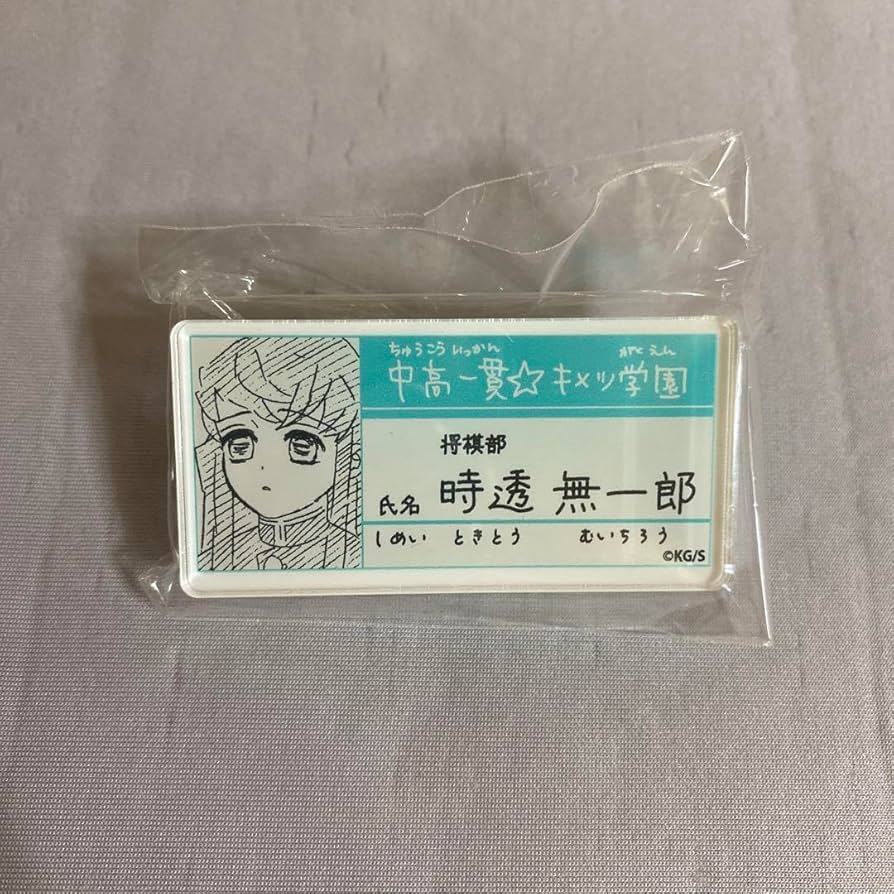 ちゅうこういっかん がくえん
中高一貫☆キメツ学園
将棋部
氏名 時透 無一郎
しめい ときとう むいちろう
©KG/S